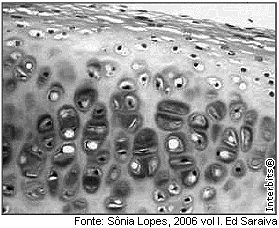 Interbits®
Fonte: Sônia Lopes, 2006 vol I. Ed Saraiva